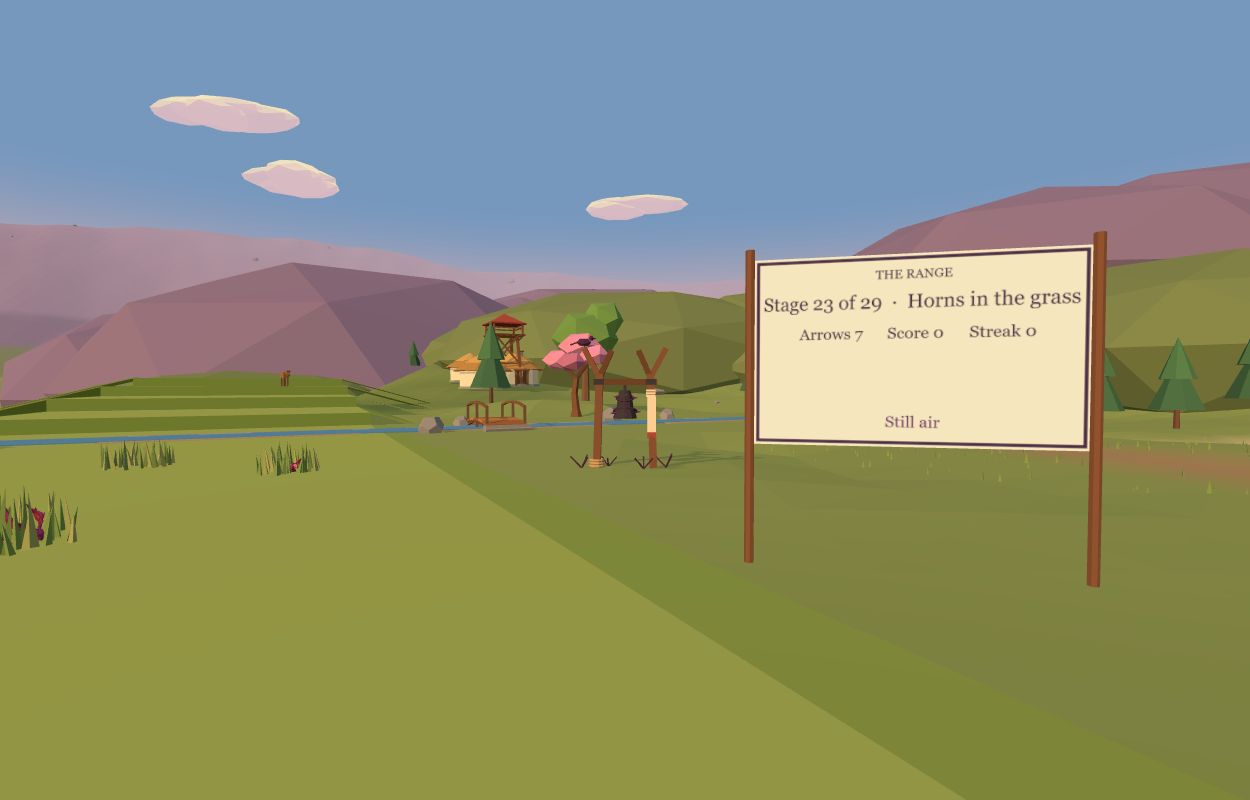 THE RANGE
Stage 23 of 29 · Horns in the grass
Arrows 7 Score 0 Streak 0
Still air